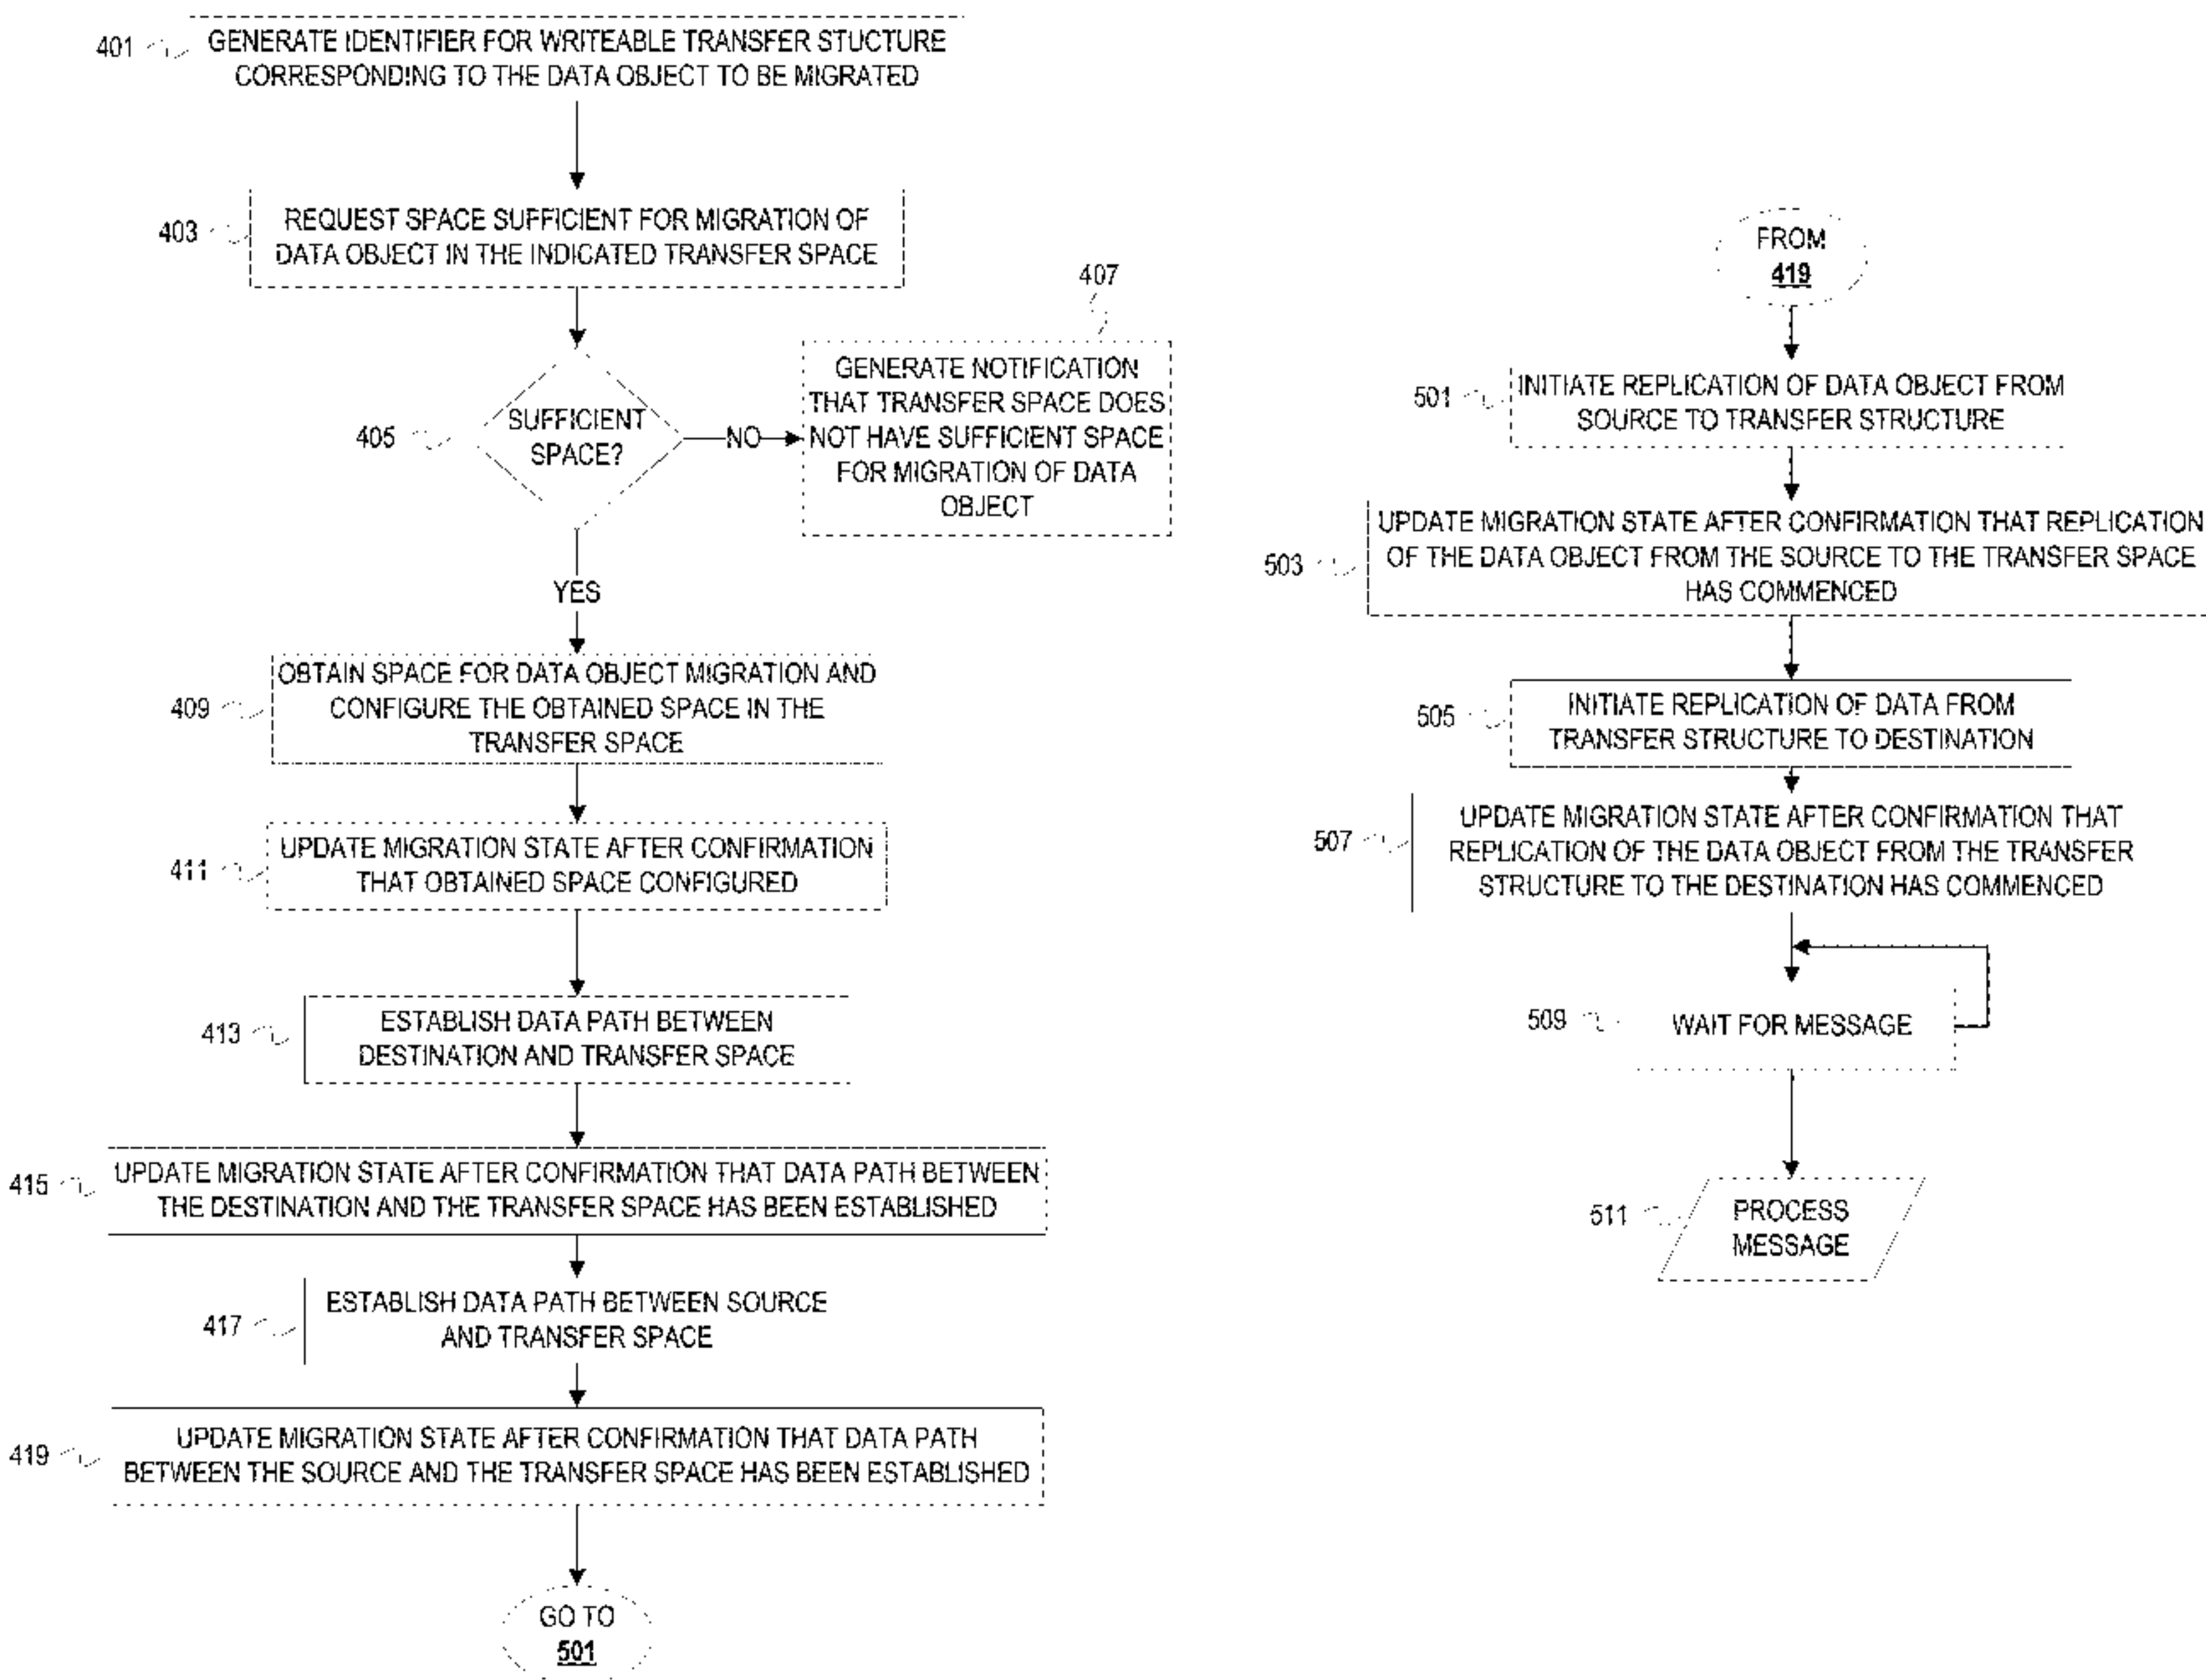 401
GENERATE IDENTIFIER FOR WRITEABLE TRANSFER STUCTURE
CORRESPONDING TO THE DATA OBJECT TO BE MIGRATED
403
REQUEST SPACE SUFFICIENT FOR MIGRATION OF
DATA OBJECT IN THE INDICATED TRANSFER SPACE
405
SUFFICIENT
SPACE?
NO
407
GENERATE NOTIFICATION
THAT TRANSFER SPACE DOES
NOT HAVE SUFFICIENT SPACE
FOR MIGRATION OF DATA
OBJECT
YES
409
OBTAIN SPACE FOR DATA OBJECT MIGRATION AND
CONFIGURE THE OBTAINED SPACE IN THE
TRANSFER SPACE
411
UPDATE MIGRATION STATE AFTER CONFIRMATION
THAT OBTAINED SPACE CONFIGURED
413
ESTABLISH DATA PATH BETWEEN
DESTINATION AND TRANSFER SPACE
415
UPDATE MIGRATION STATE AFTER CONFIRMATION THAT DATA PATH BETWEEN
THE DESTINATION AND THE TRANSFER SPACE HAS BEEN ESTABLISHED
417
ESTABLISH DATA PATH BETWEEN SOURCE
AND TRANSFER SPACE
419
UPDATE MIGRATION STATE AFTER CONFIRMATION THAT DATA PATH
BETWEEN THE SOURCE AND THE TRANSFER SPACE HAS BEEN ESTABLISHED
GO TO
501
FROM
419
501
INITIATE REPLICATION OF DATA OBJECT FROM
SOURCE TO TRANSFER STRUCTURE
503
UPDATE MIGRATION STATE AFTER CONFIRMATION THAT REPLICATION
OF THE DATA OBJECT FROM THE SOURCE TO THE TRANSFER SPACE
HAS COMMENCED
505
INITIATE REPLICATION OF DATA FROM
TRANSFER STRUCTURE TO DESTINATION
507
UPDATE MIGRATION STATE AFTER CONFIRMATION THAT
REPLICATION OF THE DATA OBJECT FROM THE TRANSFER
STRUCTURE TO THE DESTINATION HAS COMMENCED
509
WAIT FOR MESSAGE
511
PROCESS
MESSAGE